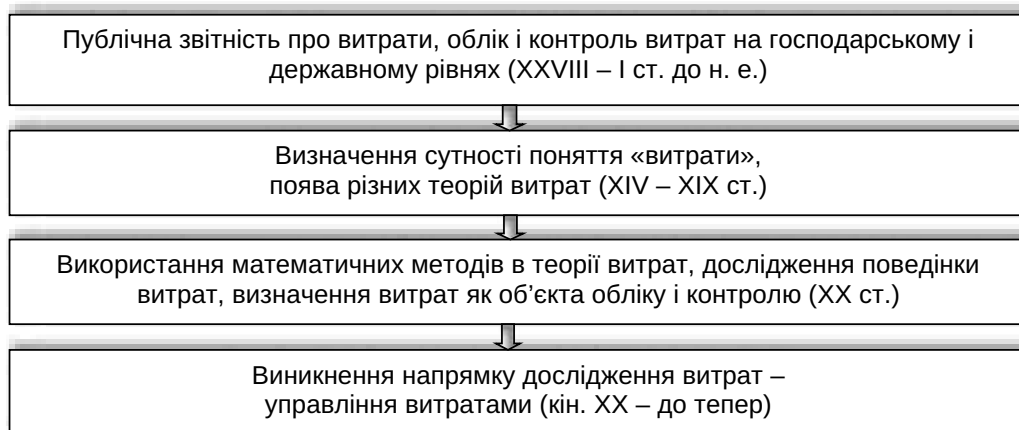 Публічна звітність про витрати, облік і контроль витрат на господарському і
державному рівнях (XXVIII – I ст. до н. е.)
Визначення сутності поняття «витрати»,
поява різних теорій витрат (XIV – XIX ст.)
Використання математичних методів в теорії витрат, дослідження поведінки
витрат, визначення витрат як об’єкта обліку і контролю (XX ст.)
Виникнення напрямку дослідження витрат –
управління витратами (кін. XX – до тепер)